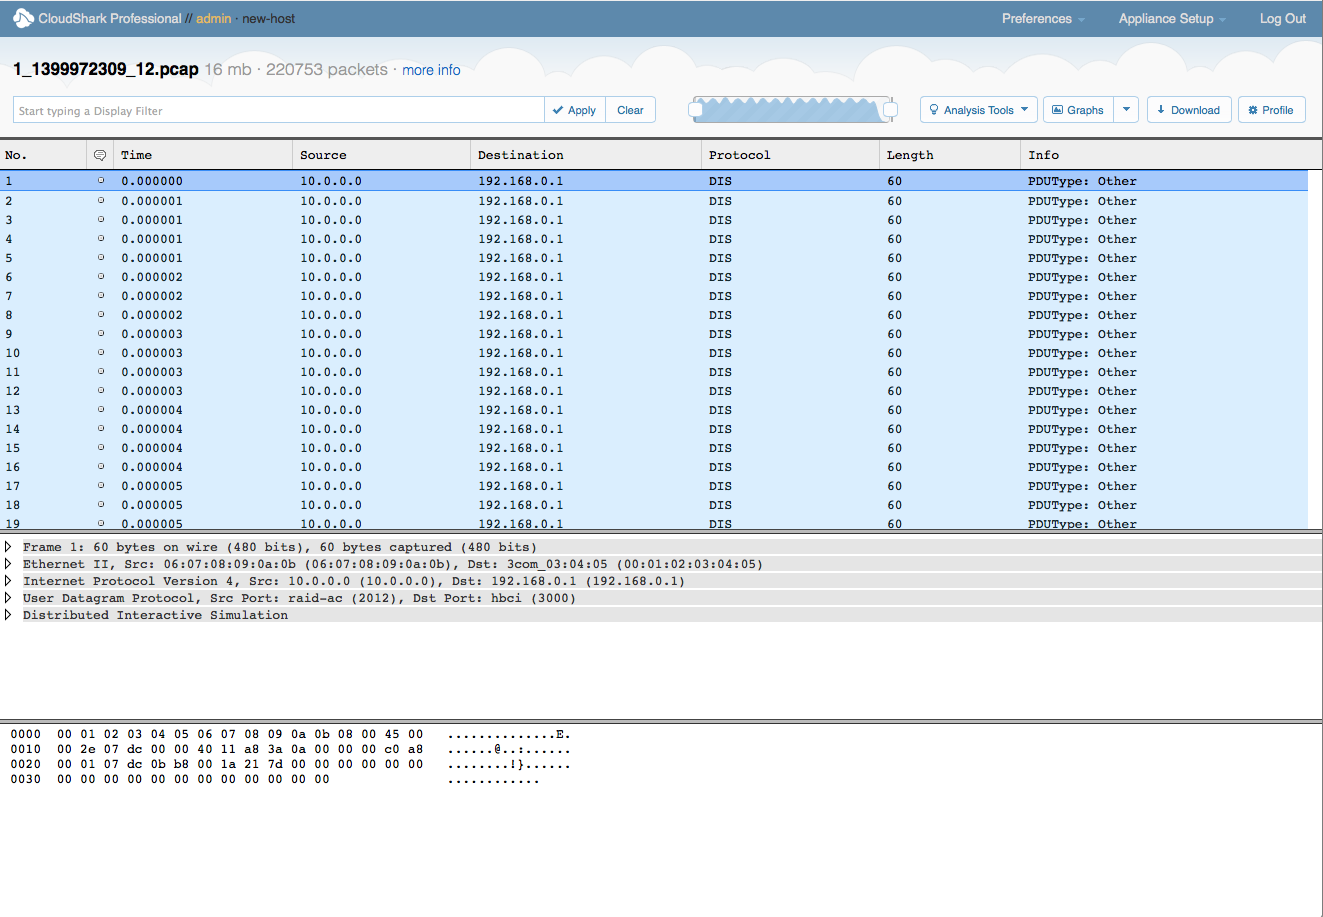 CloudShark Professional // admin · new-host Preferences Appliance Setup Log Out
1_1399972309_12.pcap 16 mb · 220753 packets · more info
Start typing a Display Filter Apply Clear Analysis Tools Graphs Download Profile
No. Time Source Destination Protocol Length Info
1 0.000000 10.0.0.0 192.168.0.1 DIS 60 PDUType: Other
2 0.000001 10.0.0.0 192.168.0.1 DIS 60 PDUType: Other
3 0.000001 10.0.0.0 192.168.0.1 DIS 60 PDUType: Other
4 0.000001 10.0.0.0 192.168.0.1 DIS 60 PDUType: Other
5 0.000001 10.0.0.0 192.168.0.1 DIS 60 PDUType: Other
6 0.000002 10.0.0.0 192.168.0.1 DIS 60 PDUType: Other
7 0.000002 10.0.0.0 192.168.0.1 DIS 60 PDUType: Other
8 0.000002 10.0.0.0 192.168.0.1 DIS 60 PDUType: Other
9 0.000003 10.0.0.0 192.168.0.1 DIS 60 PDUType: Other
10 0.000003 10.0.0.0 192.168.0.1 DIS 60 PDUType: Other
11 0.000003 10.0.0.0 192.168.0.1 DIS 60 PDUType: Other
12 0.000003 10.0.0.0 192.168.0.1 DIS 60 PDUType: Other
13 0.000004 10.0.0.0 192.168.0.1 DIS 60 PDUType: Other
14 0.000004 10.0.0.0 192.168.0.1 DIS 60 PDUType: Other
15 0.000004 10.0.0.0 192.168.0.1 DIS 60 PDUType: Other
16 0.000004 10.0.0.0 192.168.0.1 DIS 60 PDUType: Other
17 0.000005 10.0.0.0 192.168.0.1 DIS 60 PDUType: Other
18 0.000005 10.0.0.0 192.168.0.1 DIS 60 PDUType: Other
19 0.000005 10.0.0.0 192.168.0.1 DIS 60 PDUType: Other
Frame 1: 60 bytes on wire (480 bits), 60 bytes captured (480 bits)
Ethernet II, Src: 06:07:08:09:0a:0b (06:07:08:09:0a:0b), Dst: 3com_03:04:05 (00:01:02:03:04:05)
Internet Protocol Version 4, Src: 10.0.0.0 (10.0.0.0), Dst: 192.168.0.1 (192.168.0.1)
User Datagram Protocol, Src Port: raid-ac (2012), Dst Port: hbci (3000)
Distributed Interactive Simulation
0000 00 01 02 03 04 05 06 07 08 09 0a 0b 08 00 45 00 ..............E.
0010 00 2e 07 dc 00 00 40 11 a8 3a 0a 00 00 00 c0 a8 ......@..:......
0020 00 01 07 dc 0b b8 00 1a 21 7d 00 00 00 00 00 00 ........!}......
0030 00 00 00 00 00 00 00 00 00 00 00 00 ............